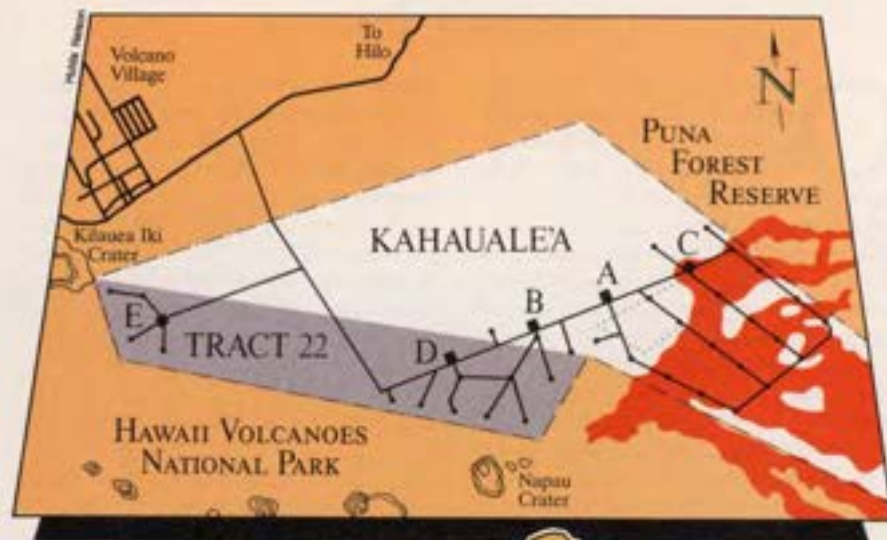 Volcano
Village
To
Hilo
N
PUNA
FOREST
RESERVE
KAHAUALE'A
Kilauea Iki
Crater
C
A
B
E
TRACT 22
D
HAWAII VOLCANOES
NATIONAL PARK
Napau
Crater